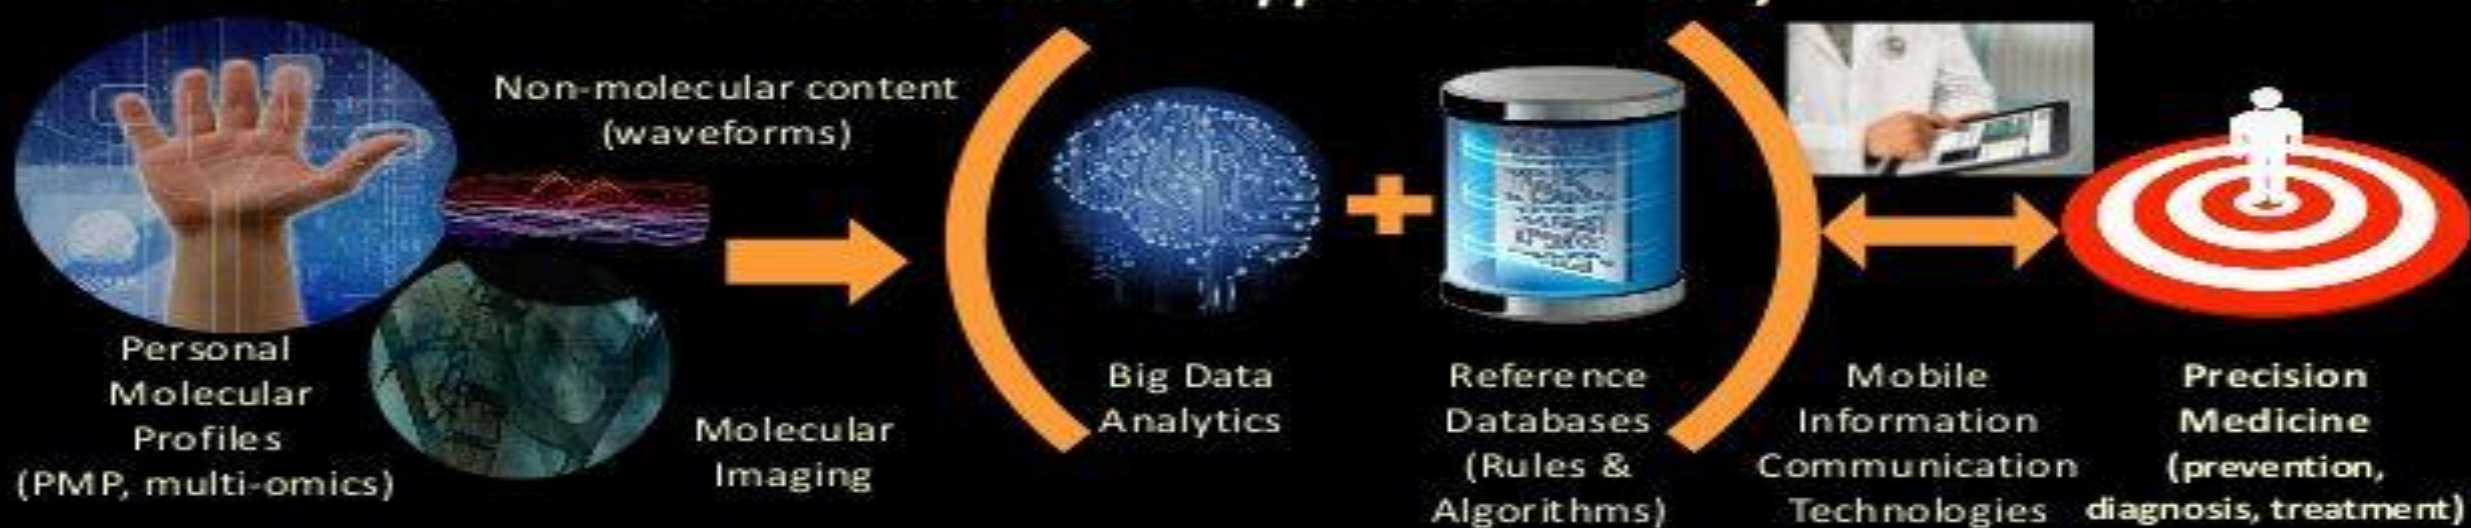 Non-molecular content
(waveforms)
Personal
Molecular
Profiles
(PMP, multi-omics)
Molecular
Imaging
Big Data
Analytics
Reference
Databases
(Rules &
Algorithms)
Mobile
Information
Communication
Technologies
Precision
Medicine
(prevention,
diagnosis, treatment)